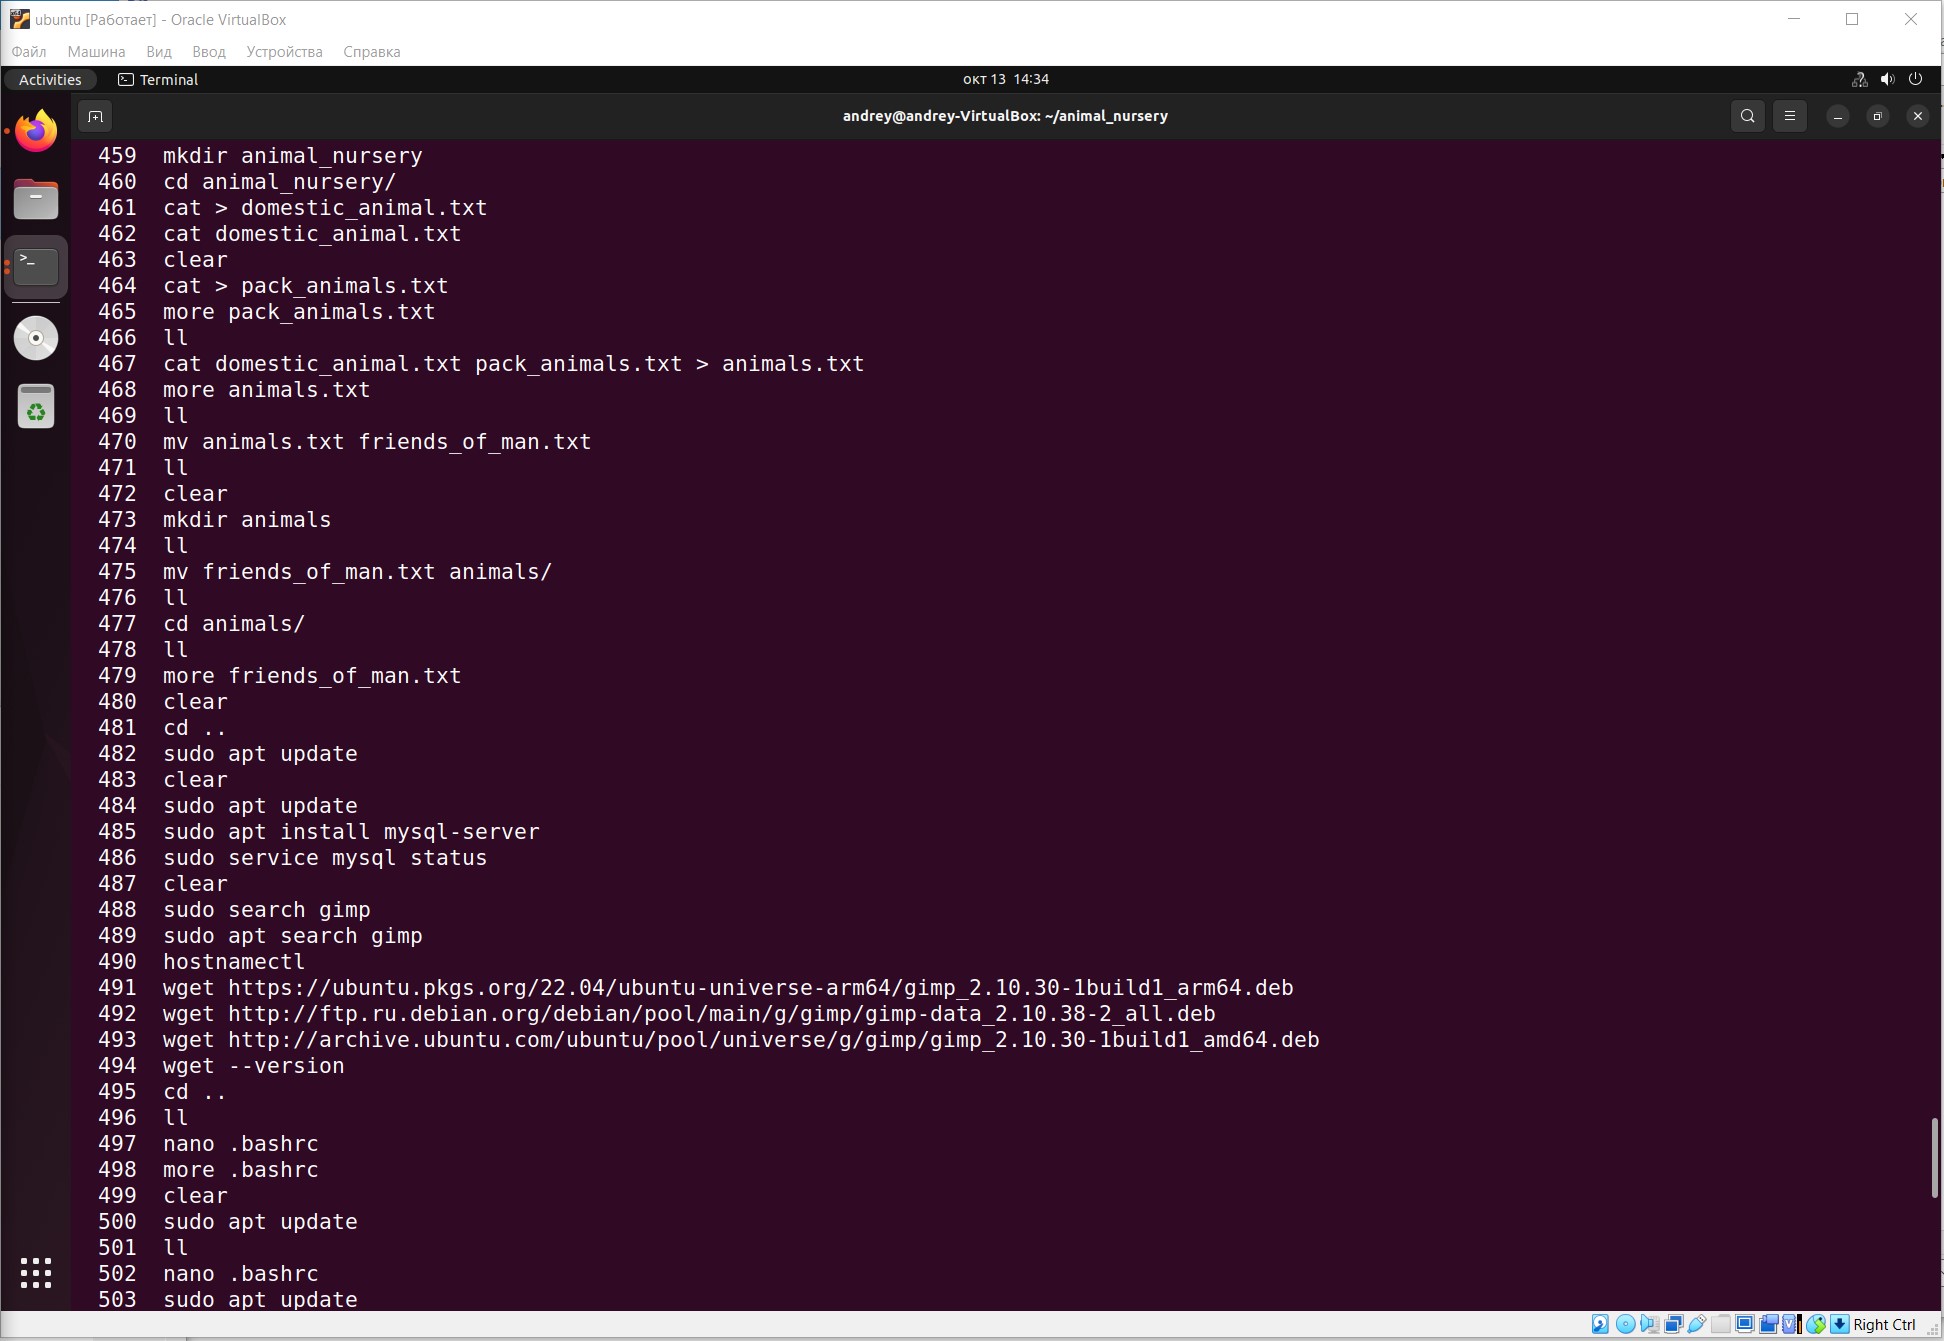 ubuntu [Работает] - Oracle VirtualBox
Файл Машина Вид Ввод Устройства Справка
Activities Terminal окт 13 14:34
andrey@andrey-VirtualBox: ~/animal_nursery
459 mkdir animal_nursery
460 cd animal_nursery/
461 cat > domestic_animal.txt
462 cat domestic_animal.txt
463 clear
464 cat > pack_animals.txt
465 more pack_animals.txt
466 ll
467 cat domestic_animal.txt pack_animals.txt > animals.txt
468 more animals.txt
469 ll
470 mv animals.txt friends_of_man.txt
471 ll
472 clear
473 mkdir animals
474 ll
475 mv friends_of_man.txt animals/
476 ll
477 cd animals/
478 ll
479 more friends_of_man.txt
480 clear
481 cd ..
482 sudo apt update
483 clear
484 sudo apt update
485 sudo apt install mysql-server
486 sudo service mysql status
487 clear
488 sudo search gimp
489 sudo apt search gimp
490 hostnamectl
491 wget https://ubuntu.pkgs.org/22.04/ubuntu-universe-arm64/gimp_2.10.30-1build1_arm64.deb
492 wget http://ftp.ru.debian.org/debian/pool/main/g/gimp/gimp-data_2.10.38-2_all.deb
493 wget http://archive.ubuntu.com/ubuntu/pool/universe/g/gimp/gimp_2.10.30-1build1_amd64.deb
494 wget --version
495 cd ..
496 ll
497 nano .bashrc
498 more .bashrc
499 clear
500 sudo apt update
501 ll
502 nano .bashrc
503 sudo apt update
Right Ctrl